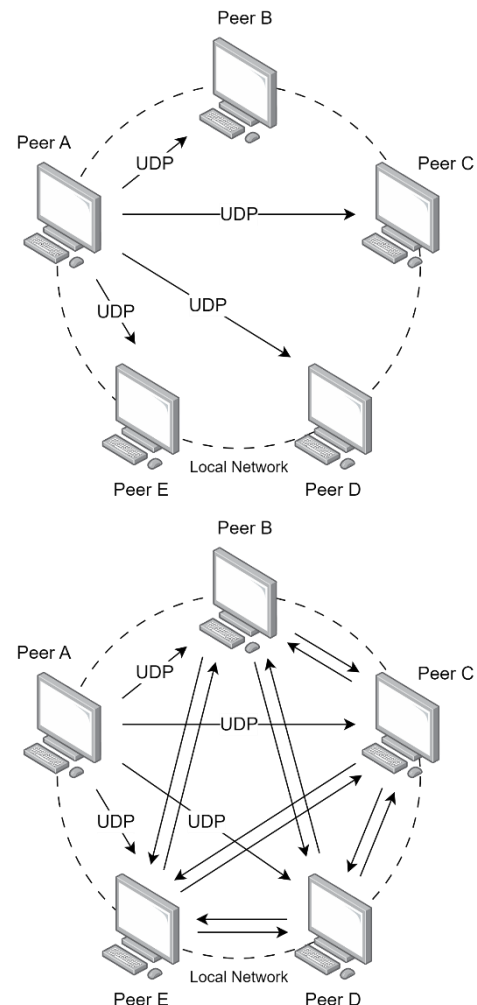 Peer B
Peer A
Peer C
UDP
UDP
UDP
UDP
Local Network
Peer E
Peer D
Peer B
Peer A
Peer C
UDP
UDP
UDP
UDP
Local Network
Peer E
Peer D